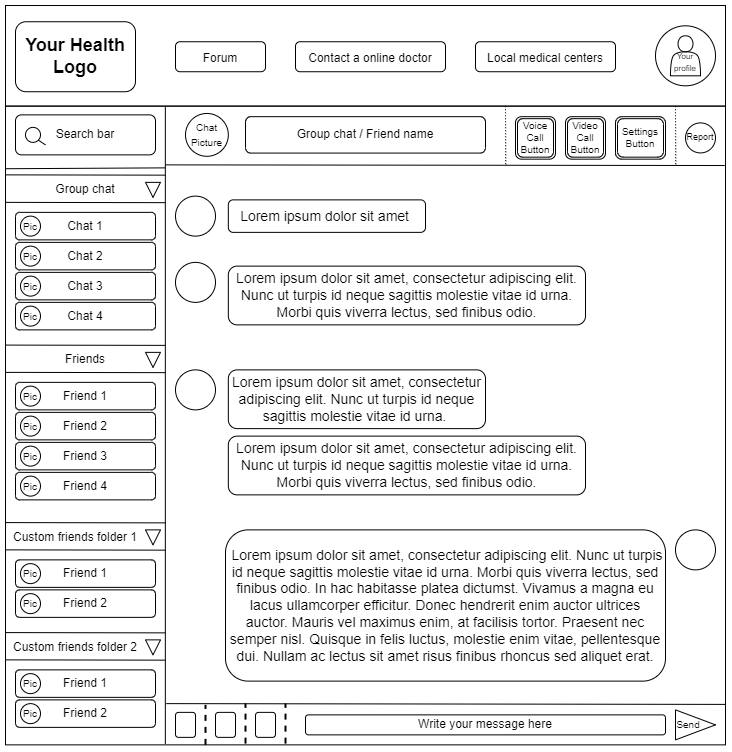 Your Health
Logo
Forum
Contact a online doctor
Local medical centers
Your
profile
Search bar
Chat
Picture
Group chat / Friend name
Voice
Call
Button
Video
Call
Button
Settings
Button
Report
Group chat
Pic Chat 1
Pic Chat 2
Pic Chat 3
Pic Chat 4
Friends
Pic Friend 1
Pic Friend 2
Pic Friend 3
Pic Friend 4
Custom friends folder 1
Pic Friend 1
Pic Friend 2
Custom friends folder 2
Pic Friend 1
Pic Friend 2
Lorem ipsum dolor sit amet
Lorem ipsum dolor sit amet, consectetur adipiscing elit.
Nunc ut turpis id neque sagittis molestie vitae id urna.
Morbi quis viverra lectus, sed finibus odio.
Lorem ipsum dolor sit amet, consectetur
adipiscing elit. Nunc ut turpis id neque
sagittis molestie vitae id urna.
Lorem ipsum dolor sit amet, consectetur adipiscing elit.
Nunc ut turpis id neque sagittis molestie vitae id urna.
Morbi quis viverra lectus, sed finibus odio.
Lorem ipsum dolor sit amet, consectetur adipiscing elit. Nunc ut turpis
id neque sagittis molestie vitae id urna. Morbi quis viverra lectus, sed
finibus odio. In hac habitasse platea dictumst. Vivamus a magna eu
lacus ullamcorper efficitur. Donec hendrerit enim auctor ultrices
auctor. Mauris vel maximus enim, at facilisis tortor. Praesent nec
semper nisl. Quisque in felis luctus, molestie enim vitae, pellentesque
dui. Nullam ac lectus sit amet risus finibus rhoncus sed aliquet erat.
Write your message here
Send